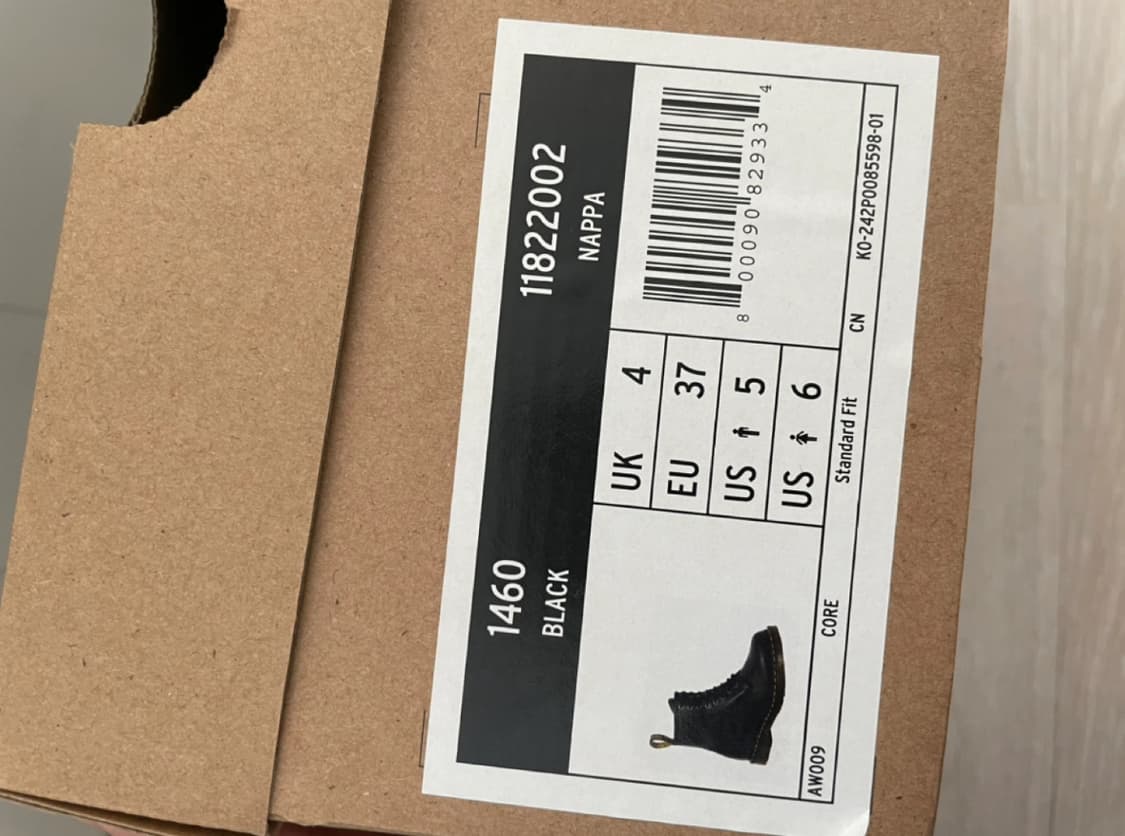 1460 11822002
BLACK NAPPA
UK 4
EU 37
US 5
US 6
8 00090 82933 4
AW009 CORE Standard Fit CN KO-242P0085598-01